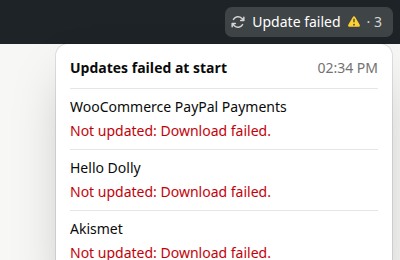 Update failed ⚠ · 3
Updates failed at start 02:34 PM
WooCommerce PayPal Payments
Not updated: Download failed.
Hello Dolly
Not updated: Download failed.
Akismet
Not updated: Download failed.